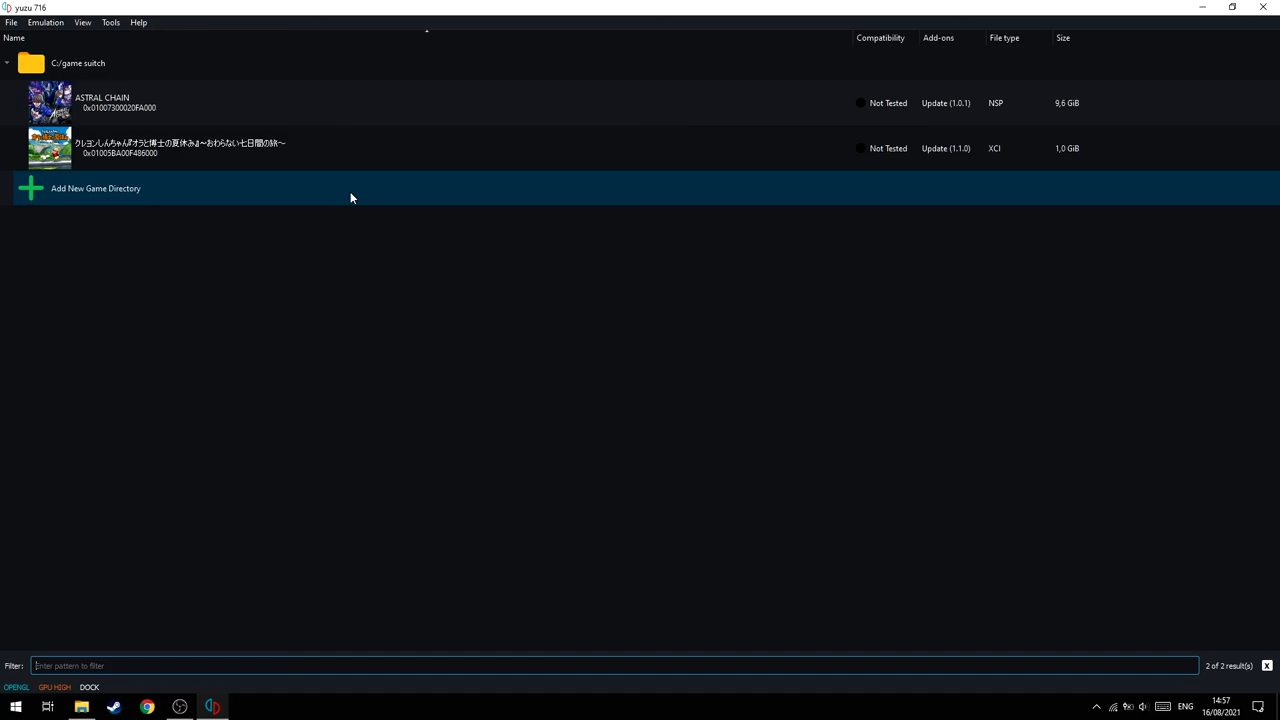 yuzu 716
File Emulation View Tools Help
Name Compatibility Add-ons File type Size
C:/game suitch
ASTRAL CHAIN
0x01007300020FA000 Not Tested Update (1.0.1) NSP 9,6 GiB
クレヨンしんちゃん『オラと博士の夏休み』～おわらない七日間の旅～
0x01005BA00F486000 Not Tested Update (1.1.0) XCI 1,0 GiB
Add New Game Directory
Filter: Enter pattern to filter 2 of 2 result(s) X
OPENGL GPU HIGH DOCK
ENG 14:57
16/08/2021